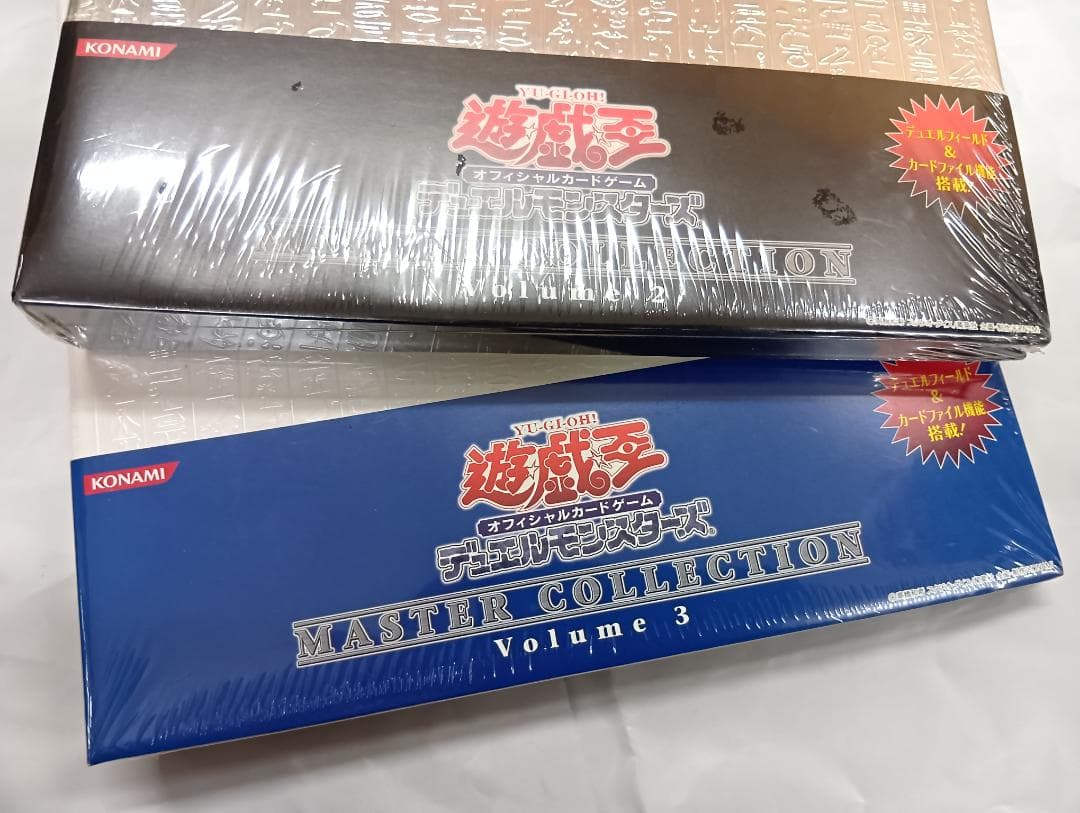 KONAMI
YU-GI-OH!
遊☆戯☆王
オフィシャルカードゲーム
デュエルモンスターズ
COLLECTION
Volume 2
デュエルフィールド
&
カードファイル機能
搭載!
KONAMI
YU-GI-OH!
遊☆戯☆王
オフィシャルカードゲーム
デュエルモンスターズ
MASTER COLLECTION
Volume 3
デュエルフィールド
&
カードファイル機能
搭載!